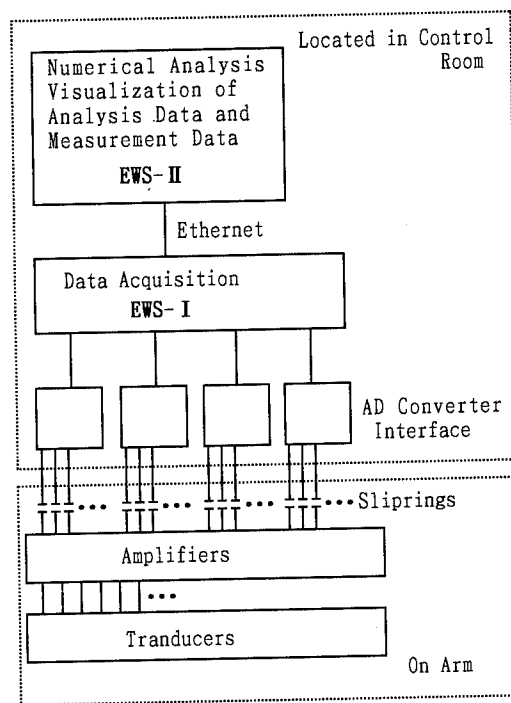 Located in Control
Room
Numerical Analysis
Visualization of
Analysis Data and
Measurement Data
EWS-Ⅱ
Ethernet
Data Acquisition
EWS-Ⅰ
AD Converter
Interface
Sliprings
Amplifiers
Tranducers
On Arm